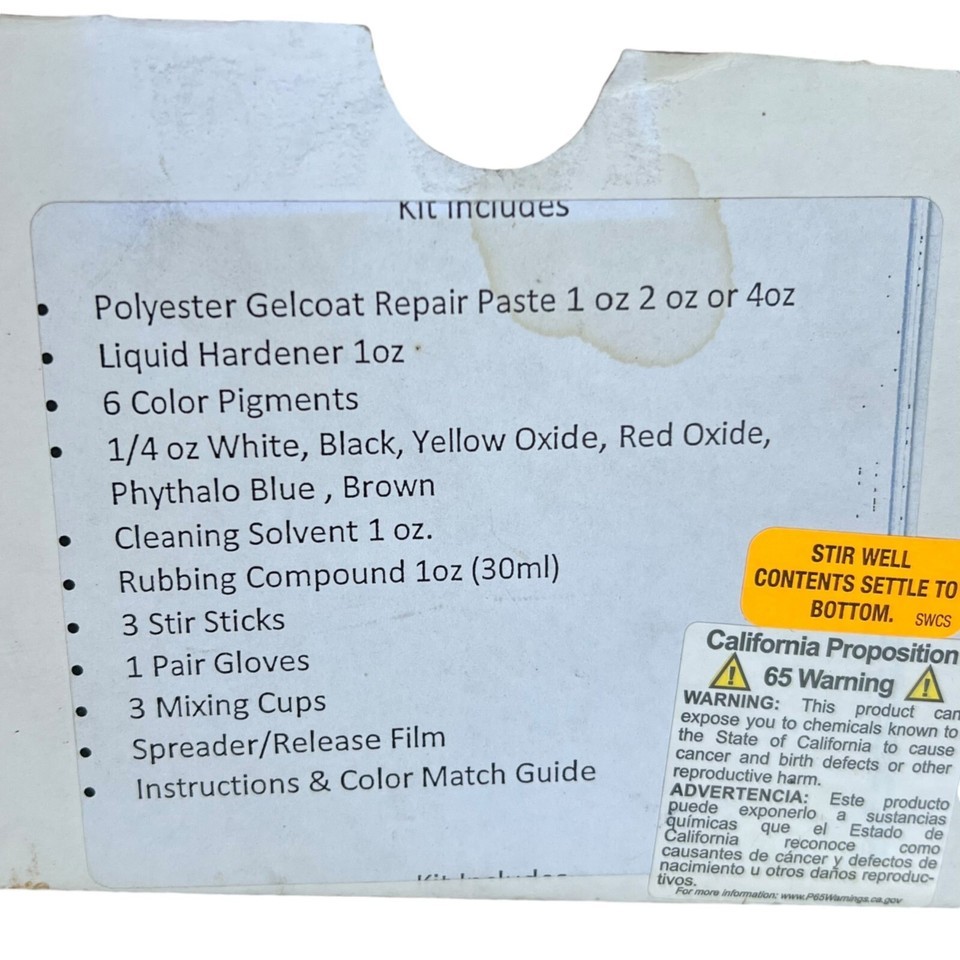 Kit Includes
• Polyester Gelcoat Repair Paste 1 oz 2 oz or 4oz
• Liquid Hardener 1oz
• 6 Color Pigments
• 1/4 oz White, Black, Yellow Oxide, Red Oxide,
Phythalo Blue , Brown
• Cleaning Solvent 1 oz.
• Rubbing Compound 1oz (30ml)
• 3 Stir Sticks
• 1 Pair Gloves
• 3 Mixing Cups
• Spreader/Release Film
• Instructions & Color Match Guide
Kit Includes
STIR WELL
CONTENTS SETTLE TO
BOTTOM. SWCS
California Proposition
65 Warning
WARNING: This product can
expose you to chemicals known to
the State of California to cause
cancer and birth defects or other
reproductive harm.
ADVERTENCIA: Este producto
puede exponerlo a sustancias
químicas que el Estado de
California reconoce como
causantes de cáncer y defectos de
nacimiento u otros daños reproduc-
tivos.
For more information: www.P65Warnings.ca.gov